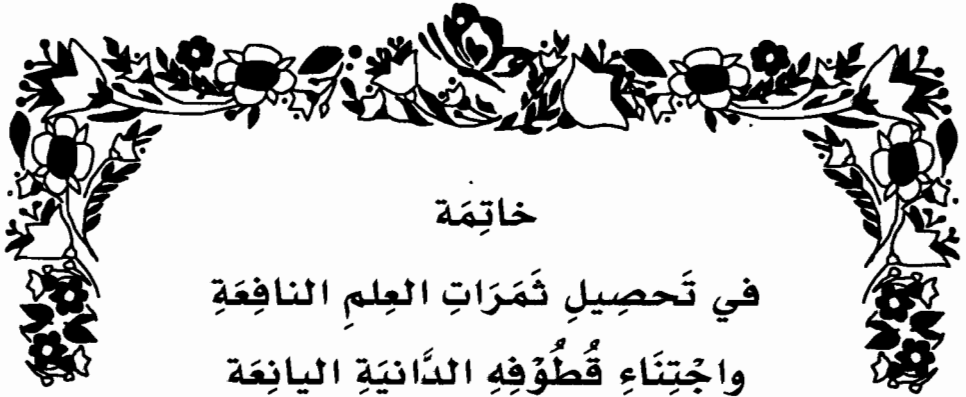 خاتِمَة
في تَحصِيلِ ثَمَرَاتِ العِلمِ النافِعَةِ
واجْتِنَاءِ قُطُوْفِهِ الدَّانيَةِ اليانِعَة